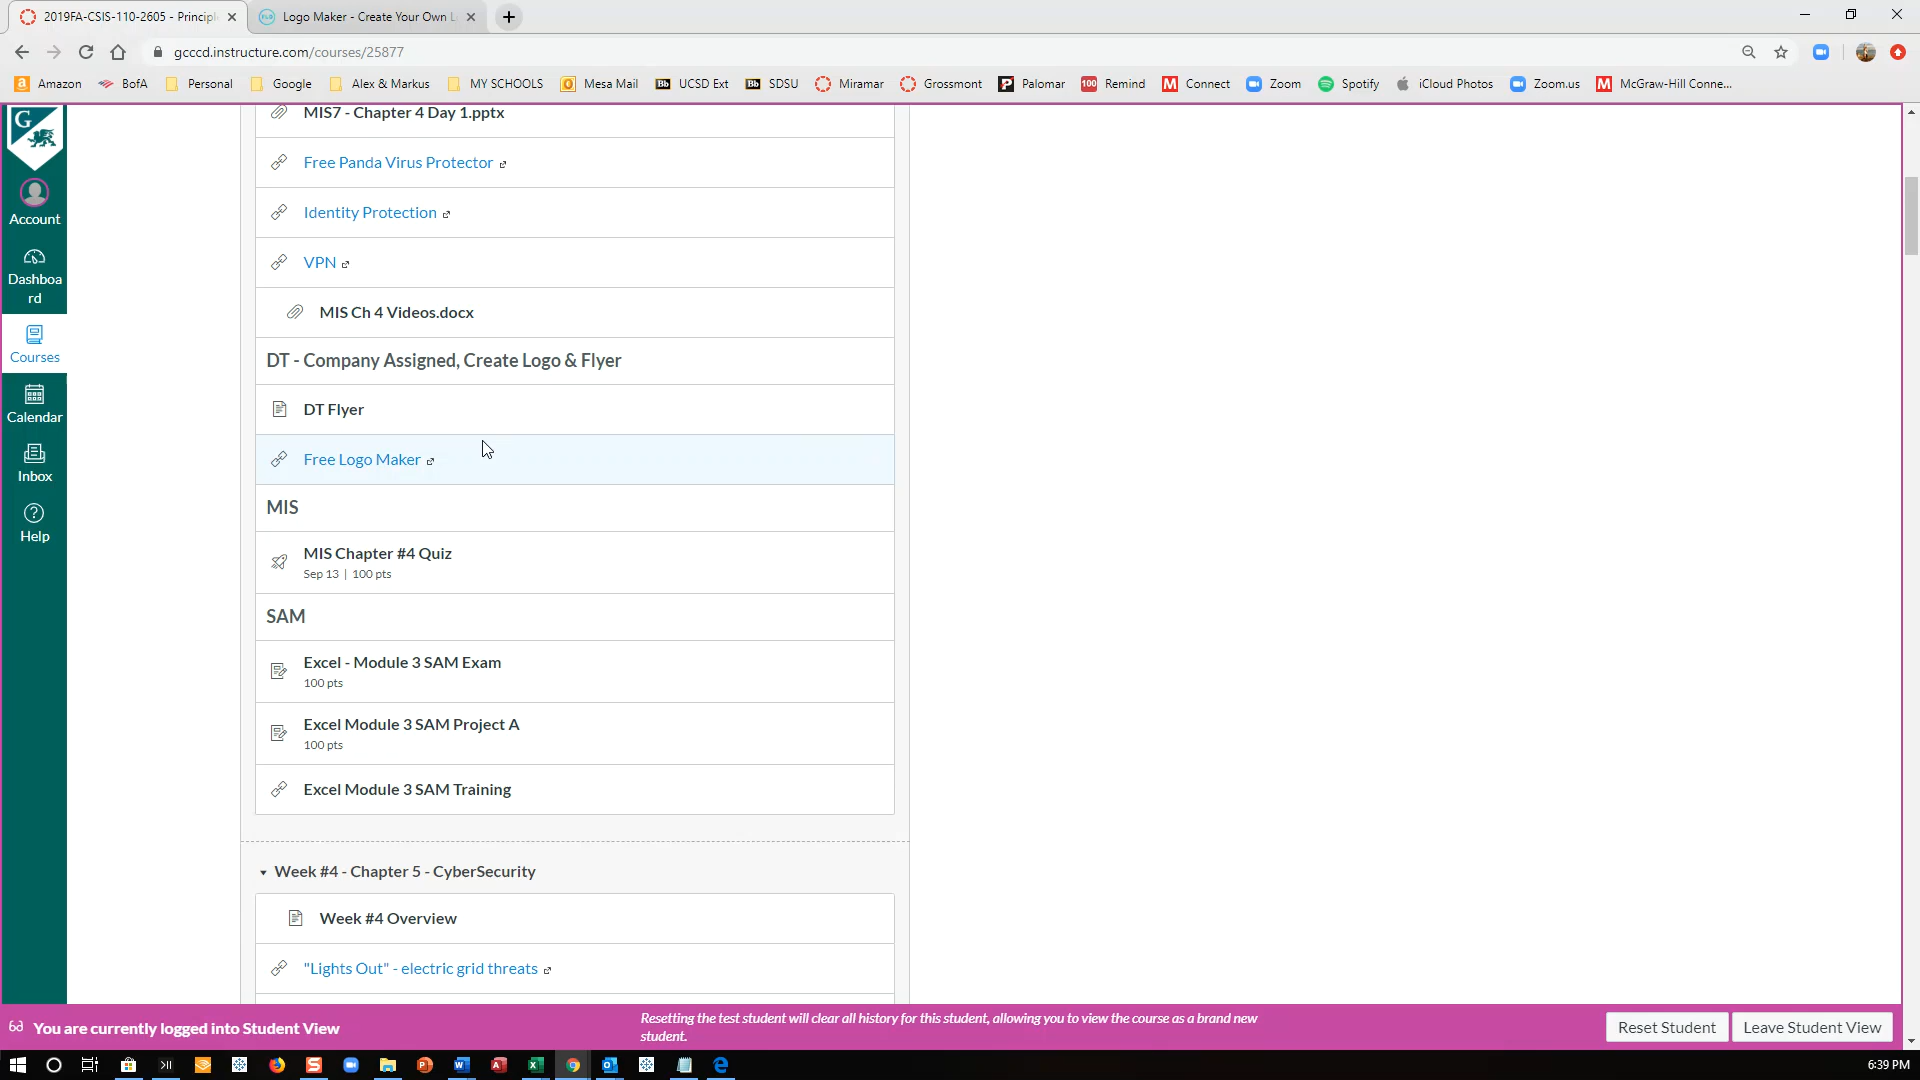 2019FA-CSIS-110-2605 - Principl
Logo Maker - Create Your Own L
gcccd.instructure.com/courses/25877
Amazon
BofA
Personal
Google
Alex & Markus
MY SCHOOLS
Mesa Mail
Bb UCSD Ext
Bb SDSU
Miramar
Grossmont
Palomar
100 Remind
M Connect
Zoom
Spotify
iCloud Photos
Zoom.us
M McGraw-Hill Conne...
G
Account
Dashboa
rd
Courses
Calendar
Inbox
Help
MIS7 - Chapter 4 Day 1.pptx
Free Panda Virus Protector
Identity Protection
VPN
MIS Ch 4 Videos.docx
DT - Company Assigned, Create Logo & Flyer
DT Flyer
Free Logo Maker
MIS
MIS Chapter #4 Quiz
Sep 13 | 100 pts
SAM
Excel - Module 3 SAM Exam
100 pts
Excel Module 3 SAM Project A
100 pts
Excel Module 3 SAM Training
Week #4 - Chapter 5 - CyberSecurity
Week #4 Overview
"Lights Out" - electric grid threats
You are currently logged into Student View
Resetting the test student will clear all history for this student, allowing you to view the course as a brand new
student.
Reset Student
Leave Student View
6:39 PM